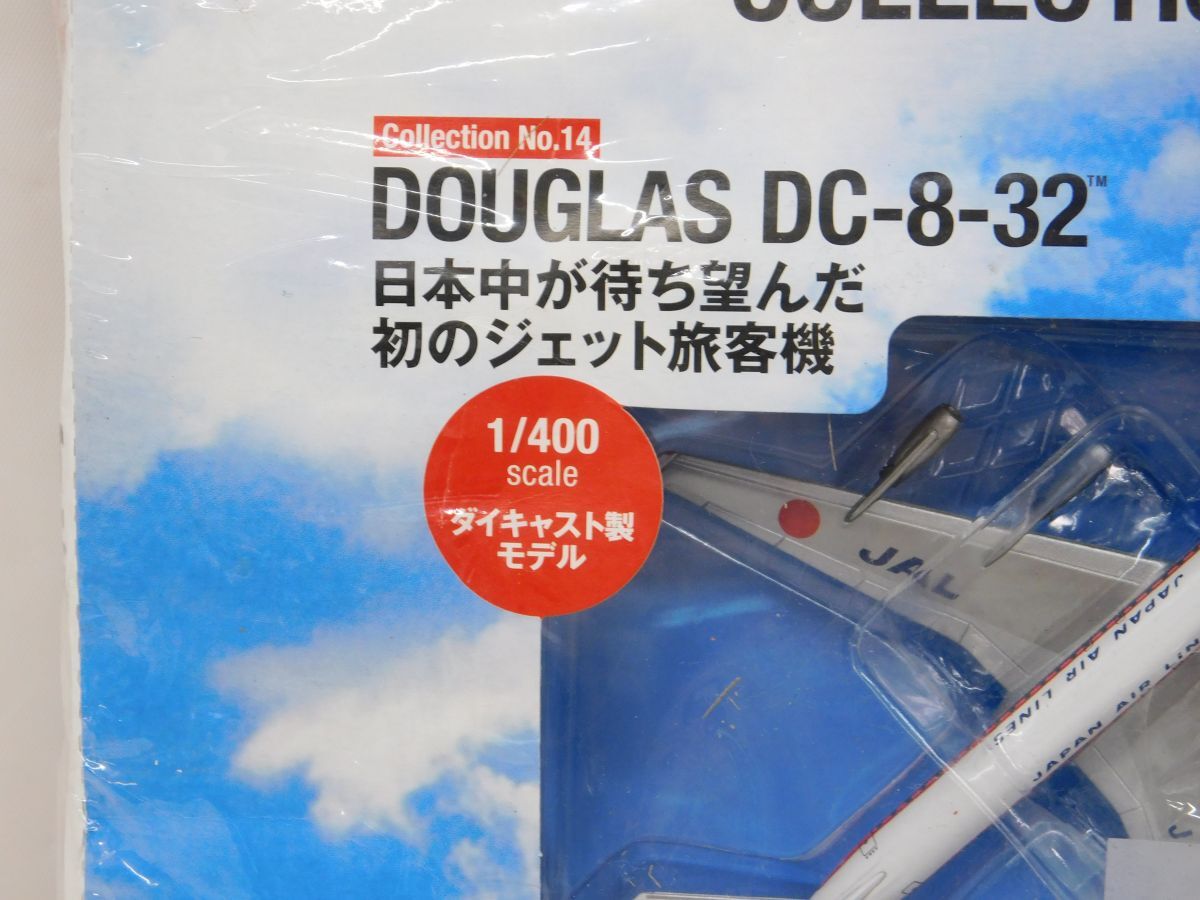 Collection No.14
DOUGLAS DC-8-32™
日本中が待ち望んだ
初のジェット旅客機
1/400
scale
ダイキャスト製
モデル
JAL
JAPAN AIR LINES
JAPAN AIR
J